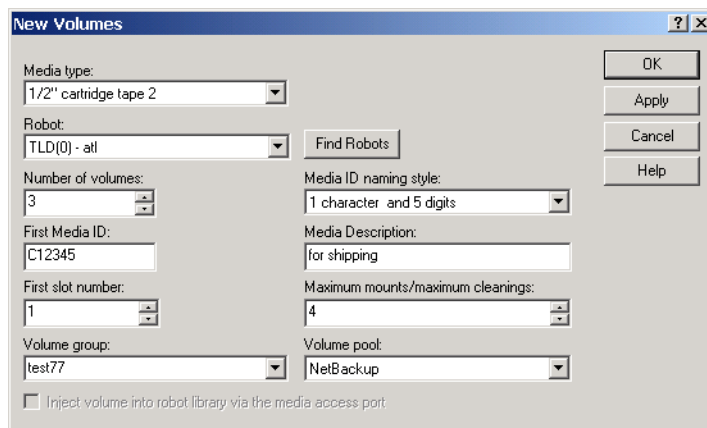 New Volumes
Media type:
1/2" cartridge tape 2
Robot:
TLD(0) - atl
Find Robots
Number of volumes:
3
Media ID naming style:
1 character and 5 digits
First Media ID:
C12345
Media Description:
for shipping
First slot number:
1
Maximum mounts/maximum cleanings:
4
Volume group:
test77
Volume pool:
NetBackup
Inject volume into robot library via the media access port
OK
Apply
Cancel
Help